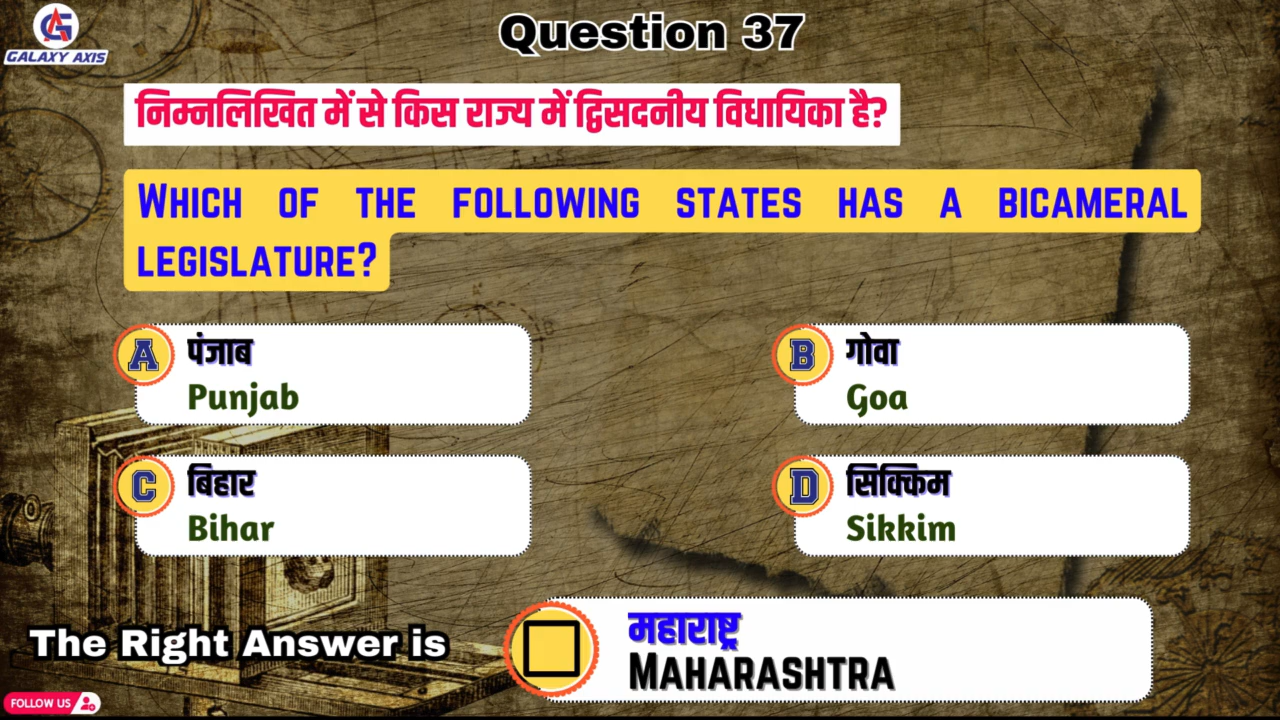 GALAXY AXIS
Question 37
निम्नलिखित में से किस राज्य में द्विसदनीय विधायिका है?
WHICH OF THE FOLLOWING STATES HAS A BICAMERAL
LEGISLATURE?
A
पंजाब
Punjab
B
गोवा
Goa
C
बिहार
Bihar
D
सिक्किम
Sikkim
The Right Answer is
महाराष्ट्र
MAHARASHTRA
FOLLOW US